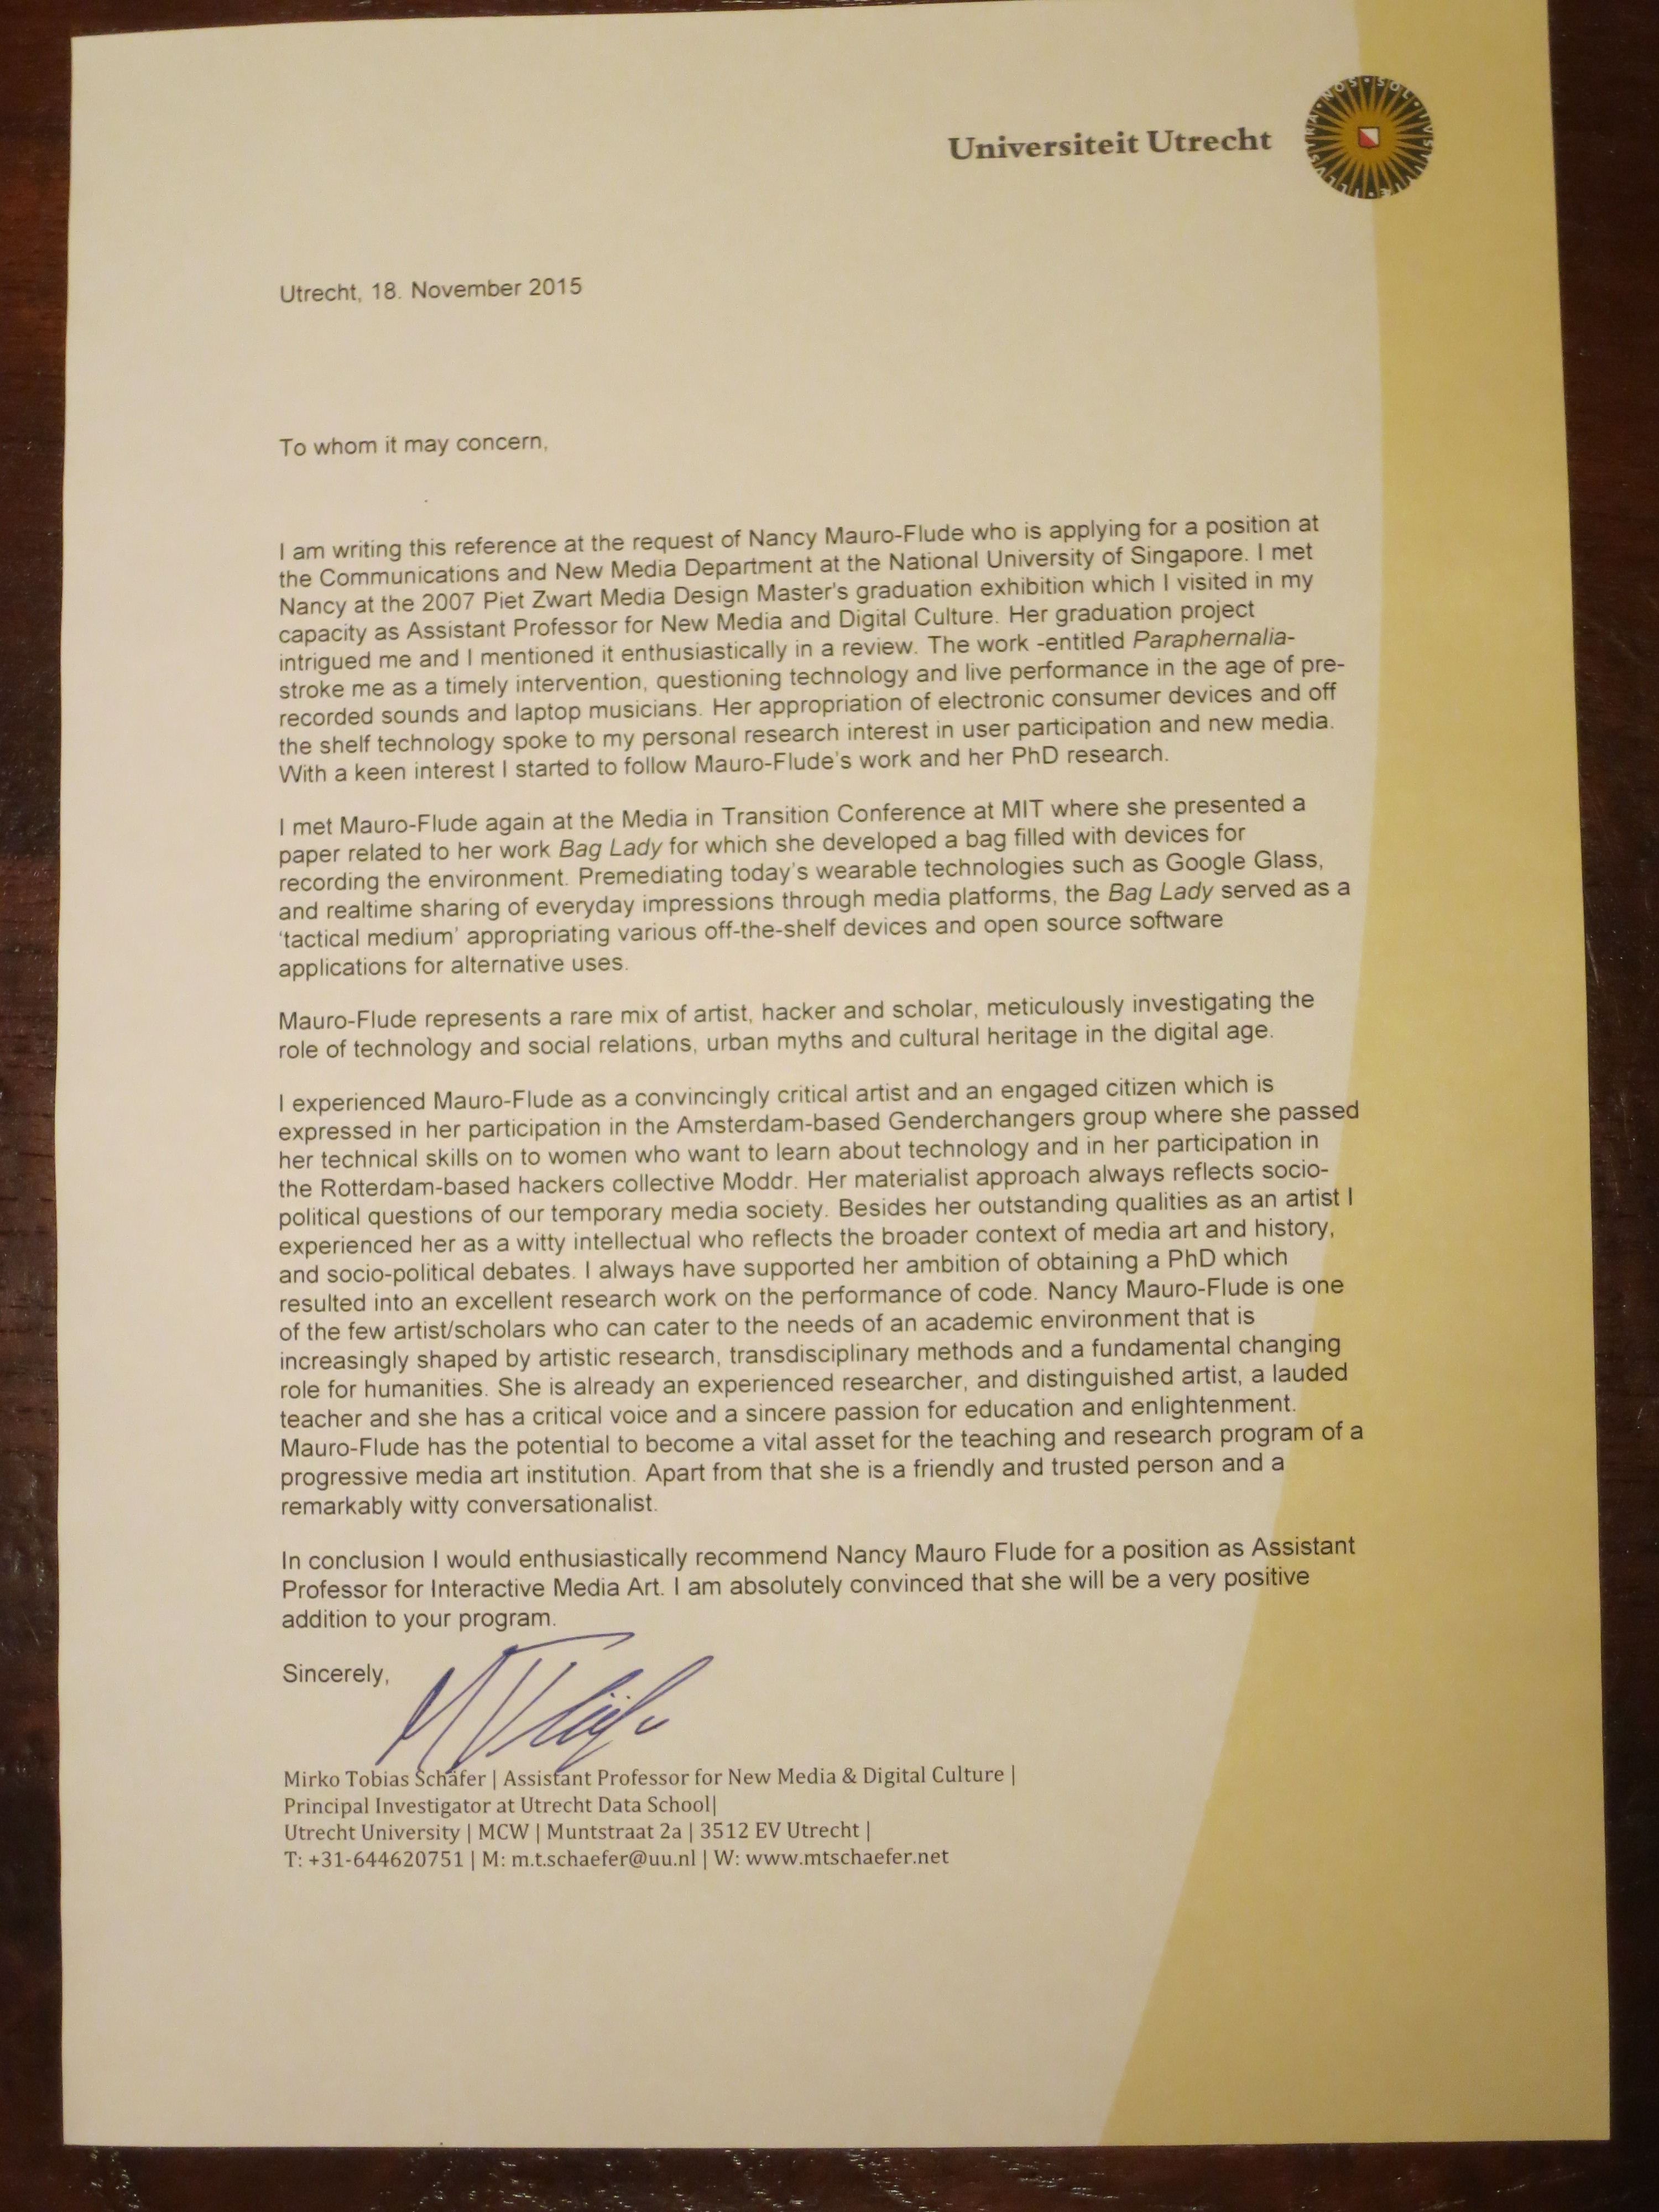 Universiteit Utrecht
SOL · IVSTITIÆ · ILLVSTRA · NOS
Utrecht, 18. November 2015
To whom it may concern,
I am writing this reference at the request of Nancy Mauro-Flude who is applying for a position at
the Communications and New Media Department at the National University of Singapore. I met
Nancy at the 2007 Piet Zwart Media Design Master's graduation exhibition which I visited in my
capacity as Assistant Professor for New Media and Digital Culture. Her graduation project
intrigued me and I mentioned it enthusiastically in a review. The work -entitled Paraphernalia-
stroke me as a timely intervention, questioning technology and live performance in the age of pre-
recorded sounds and laptop musicians. Her appropriation of electronic consumer devices and off
the shelf technology spoke to my personal research interest in user participation and new media.
With a keen interest I started to follow Mauro-Flude's work and her PhD research.
I met Mauro-Flude again at the Media in Transition Conference at MIT where she presented a
paper related to her work Bag Lady for which she developed a bag filled with devices for
recording the environment. Premediating today's wearable technologies such as Google Glass,
and realtime sharing of everyday impressions through media platforms, the Bag Lady served as a
‘tactical medium’ appropriating various off-the-shelf devices and open source software
applications for alternative uses.
Mauro-Flude represents a rare mix of artist, hacker and scholar, meticulously investigating the
role of technology and social relations, urban myths and cultural heritage in the digital age.
I experienced Mauro-Flude as a convincingly critical artist and an engaged citizen which is
expressed in her participation in the Amsterdam-based Genderchangers group where she passed
her technical skills on to women who want to learn about technology and in her participation in
the Rotterdam-based hackers collective Moddr. Her materialist approach always reflects socio-
political questions of our temporary media society. Besides her outstanding qualities as an artist I
experienced her as a witty intellectual who reflects the broader context of media art and history,
and socio-political debates. I always have supported her ambition of obtaining a PhD which
resulted into an excellent research work on the performance of code. Nancy Mauro-Flude is one
of the few artist/scholars who can cater to the needs of an academic environment that is
increasingly shaped by artistic research, transdisciplinary methods and a fundamental changing
role for humanities. She is already an experienced researcher, and distinguished artist, a lauded
teacher and she has a critical voice and a sincere passion for education and enlightenment.
Mauro-Flude has the potential to become a vital asset for the teaching and research program of a
progressive media art institution. Apart from that she is a friendly and trusted person and a
remarkably witty conversationalist.
In conclusion I would enthusiastically recommend Nancy Mauro Flude for a position as Assistant
Professor for Interactive Media Art. I am absolutely convinced that she will be a very positive
addition to your program.
Sincerely,
Mirko Tobias Schäfer | Assistant Professor for New Media & Digital Culture |
Principal Investigator at Utrecht Data School|
Utrecht University | MCW | Muntstraat 2a | 3512 EV Utrecht |
T: +31-644620751 | M: m.t.schaefer@uu.nl | W: www.mtschaefer.net